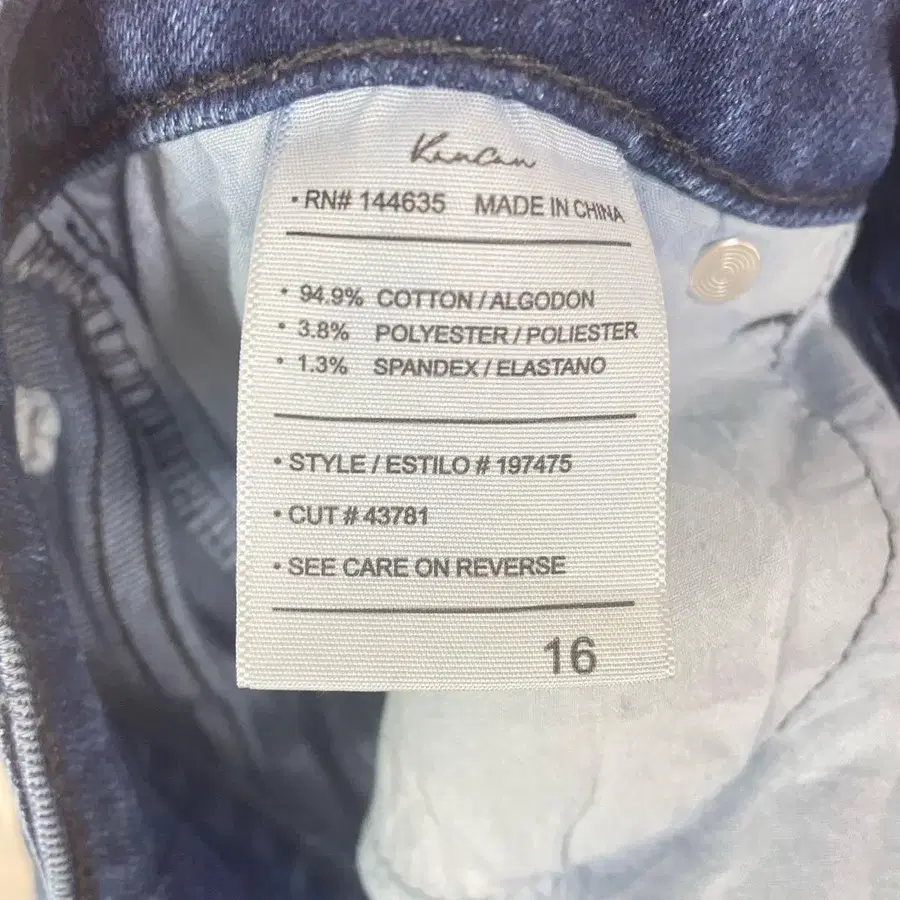 KanCan
• RN# 144635 MADE IN CHINA
• 94.9% COTTON / ALGODON
• 3.8% POLYESTER / POLIESTER
• 1.3% SPANDEX / ELASTANO
• STYLE / ESTILO # 197475
• CUT # 43781
• SEE CARE ON REVERSE
16